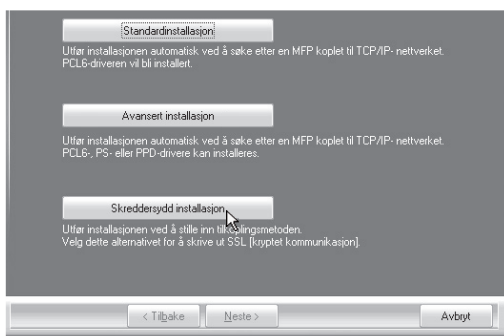 Standardinstallasjon
Utfør installasjonen automatisk ved å søke etter en MFP koplet til TCP/IP- nettverket.
PCL6-driveren vil bli installert.
Avansert installasjon
Utfør installasjonen automatisk ved å søke etter en MFP koplet til TCP/IP- nettverket.
PCL6-, PS- eller PPD-drivere kan installeres.
Skreddersydd installasjon
Utfør installasjonen ved å stille inn tilkoplingsmetoden.
Velg dette alternativet for å skrive ut SSL [kryptet kommunikasjon].
< Tilbake Neste > Avbryt